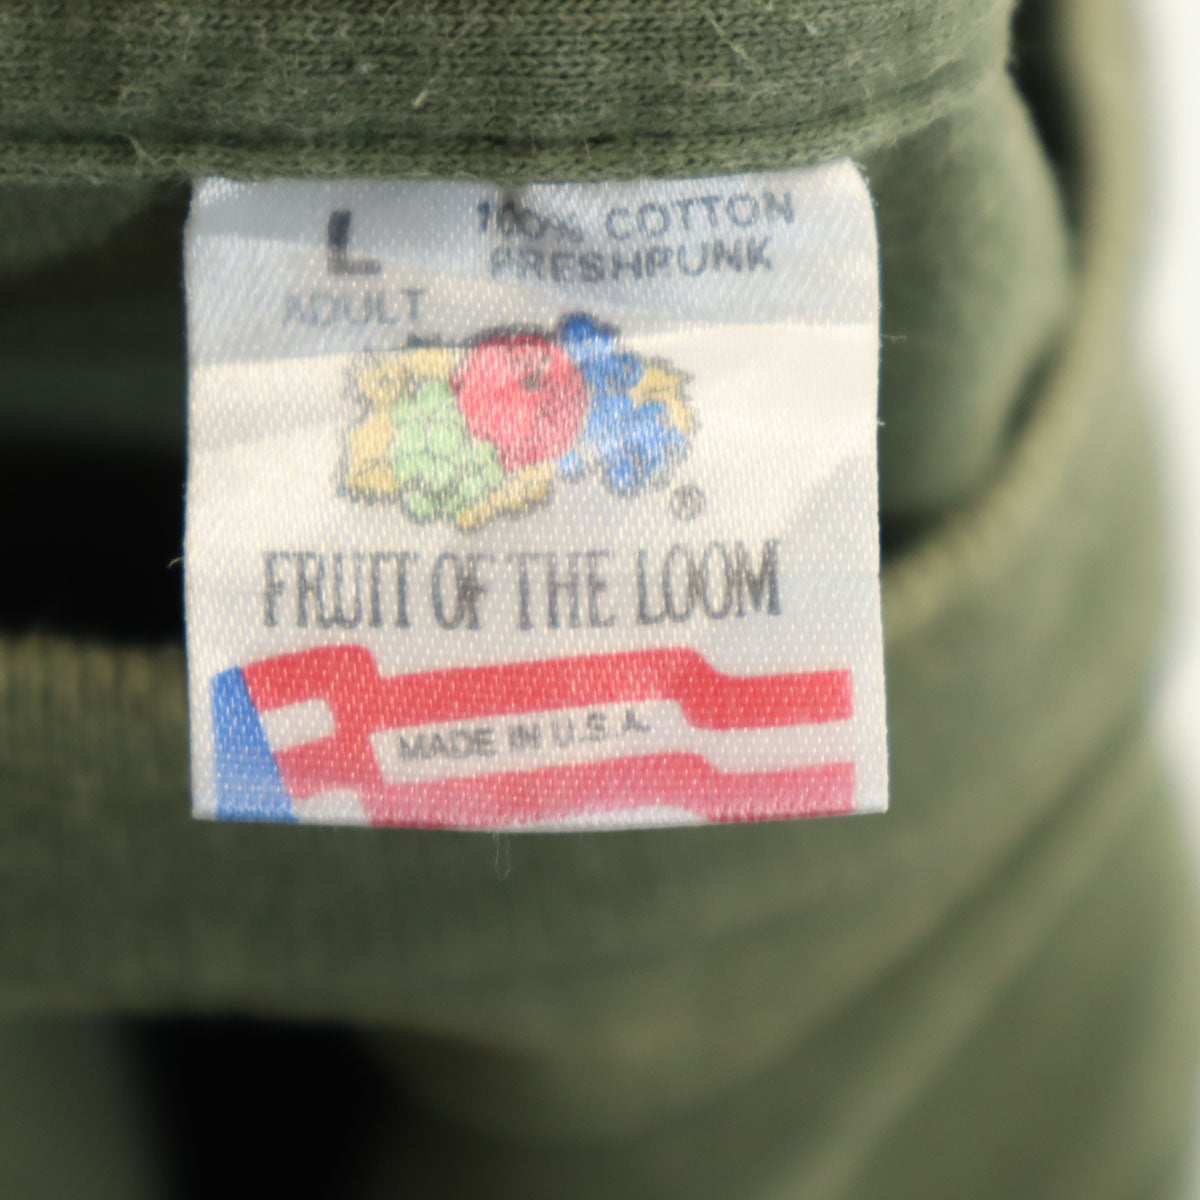 L
ADULT
100% COTTON
PRESHRUNK
®
FRUIT OF THE LOOM
MADE IN U.S.A.